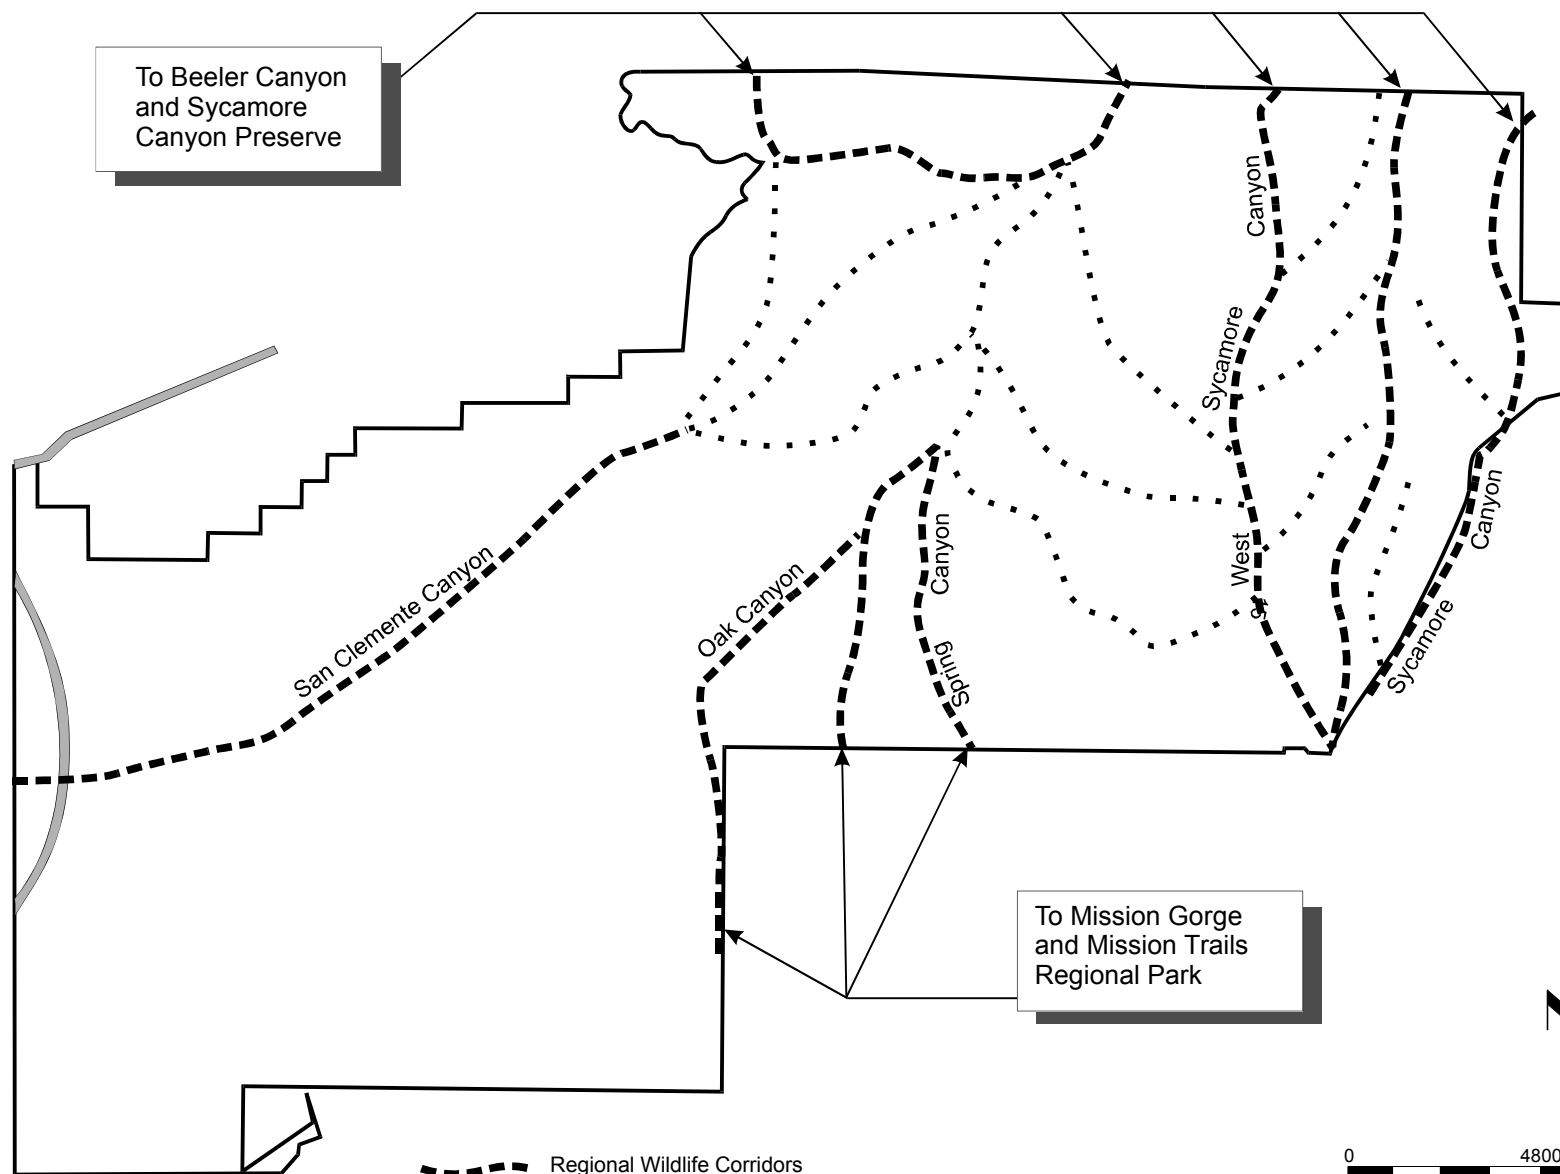 To Beeler Canyon
and Sycamore
Canyon Preserve
Canyon
Sycamore
West
Canyon
Sycamore
San Clemente Canyon
Oak Canyon
Canyon
Spring
To Mission Gorge
and Mission Trails
Regional Park
Regional Wildlife Corridors
0 4800